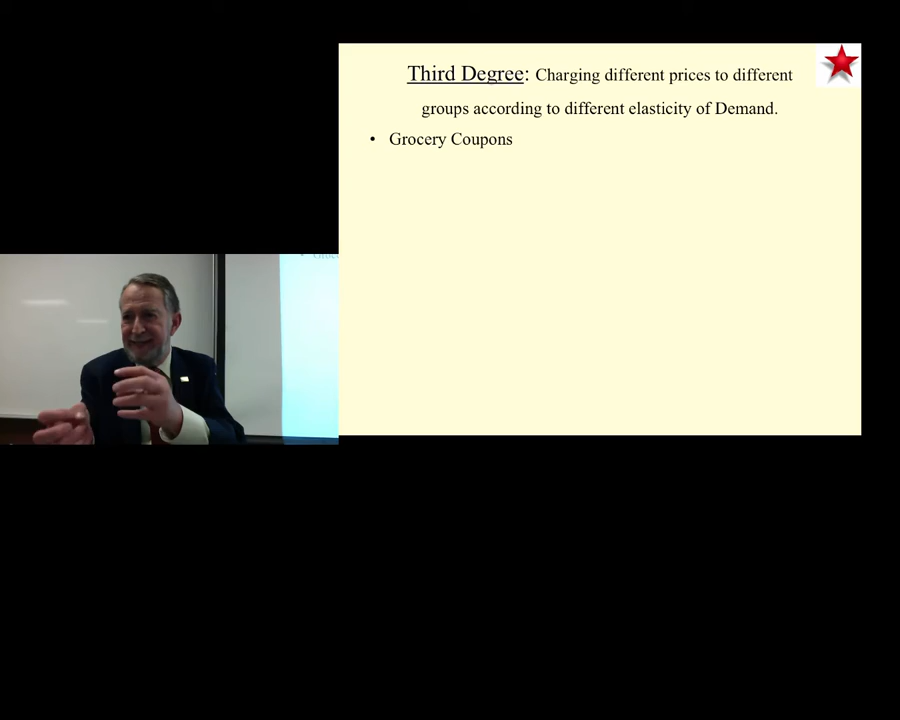 Third Degree: Charging different prices to different
groups according to different elasticity of Demand.
• Grocery Coupons